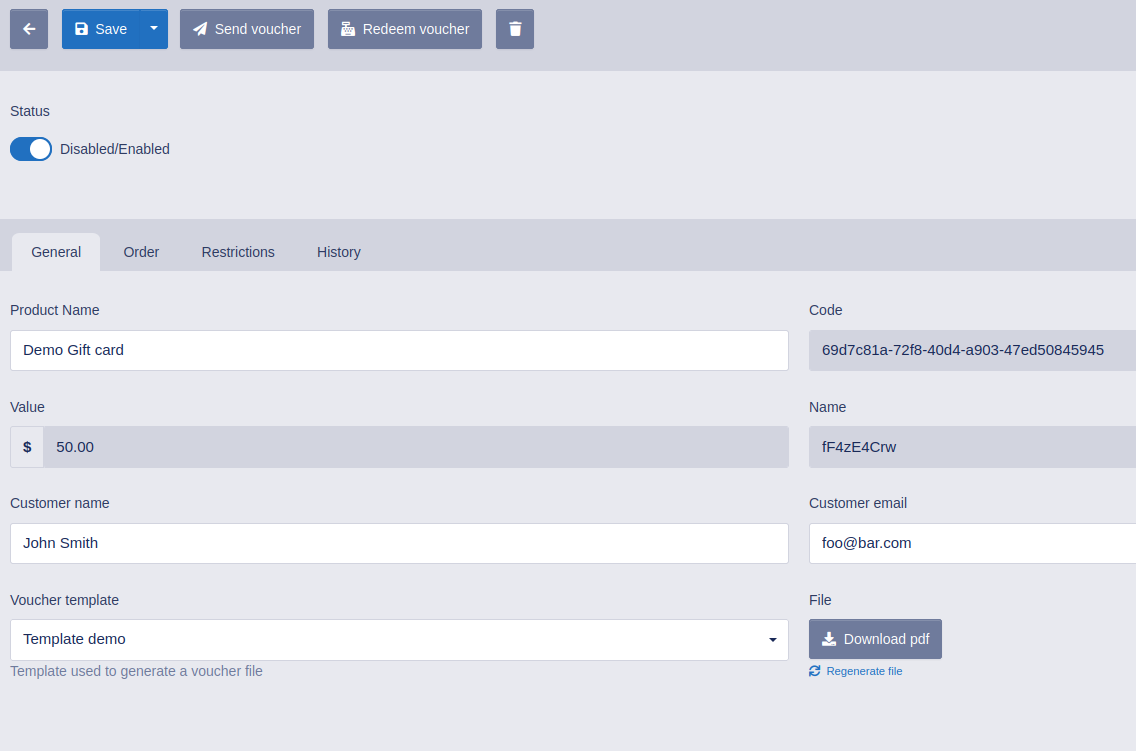 Save
Send voucher
Redeem voucher
Status
Disabled/Enabled
General
Order
Restrictions
History
Product Name
Code
Demo Gift card
69d7c81a-72f8-40d4-a903-47ed50845945
Value
Name
$ 50.00
fF4zE4Crw
Customer name
Customer email
John Smith
foo@bar.com
Voucher template
File
Template demo
Download pdf
Template used to generate a voucher file
Regenerate file